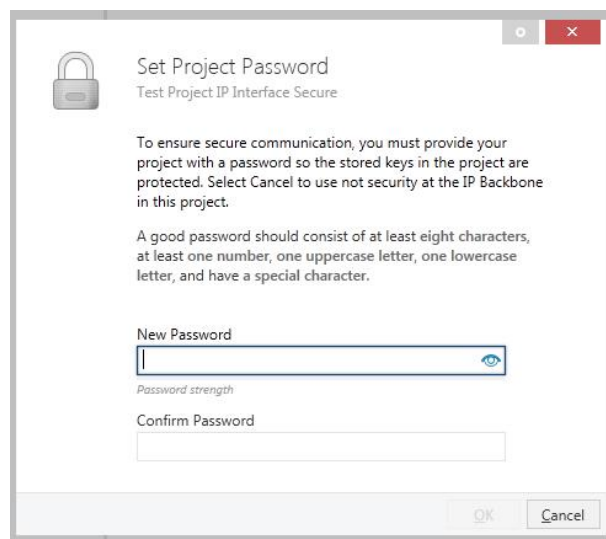 Set Project Password
Test Project IP Interface Secure
To ensure secure communication, you must provide your
project with a password so the stored keys in the project are
protected. Select Cancel to use not security at the IP Backbone
in this project.
A good password should consist of at least eight characters,
at least one number, one uppercase letter, one lowercase
letter, and have a special character.
New Password
Password strength
Confirm Password
OK Cancel